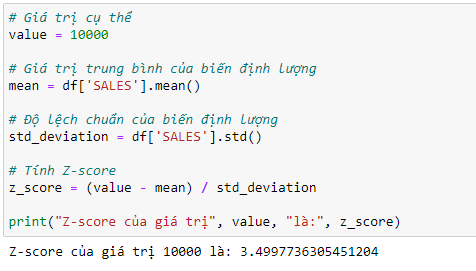 # Giá trị cụ thể
value = 10000
# Giá trị trung bình của biến định lượng
mean = df['SALES'].mean()
# Độ lệch chuẩn của biến định lượng
std_deviation = df['SALES'].std()
# Tính Z-score
z_score = (value - mean) / std_deviation
print("Z-score của giá trị", value, "là:", z_score)
Z-score của giá trị 10000 là: 3.4997736305451204